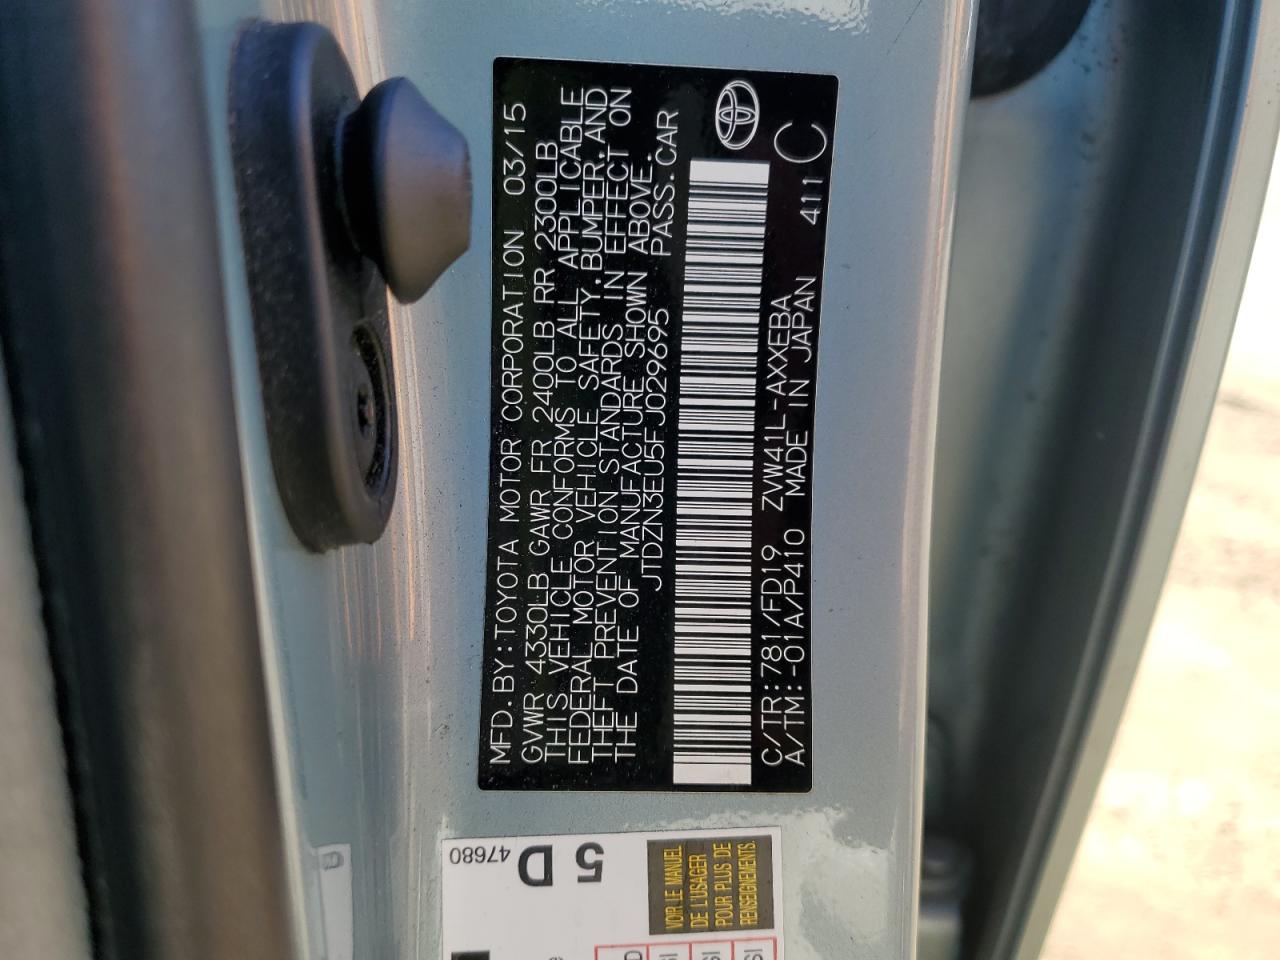 MFD.BY:TOYOTA MOTOR CORPORATION 03/15
GVWR 4330LB GAWR FR 2400LB RR 2300LB
THIS VEHICLE CONFORMS TO ALL APPLICABLE
FEDERAL MOTOR VEHICLE SAFETY,BUMPER,AND
THEFT PREVENTION STANDARDS IN EFFECT ON
THE DATE OF MANUFACTURE SHOWN ABOVE.
JTDZN3EU5FJ029695 PASS.CAR
C/TR:781/FD19 ZVW41L-AXXEBA 411 C
A/TM:-01A/P410 MADE IN JAPAN
5D
47680
VOIR LE MANUEL
DE L'USAGER
POUR PLUS DE
RENSEIGNEMENTS.